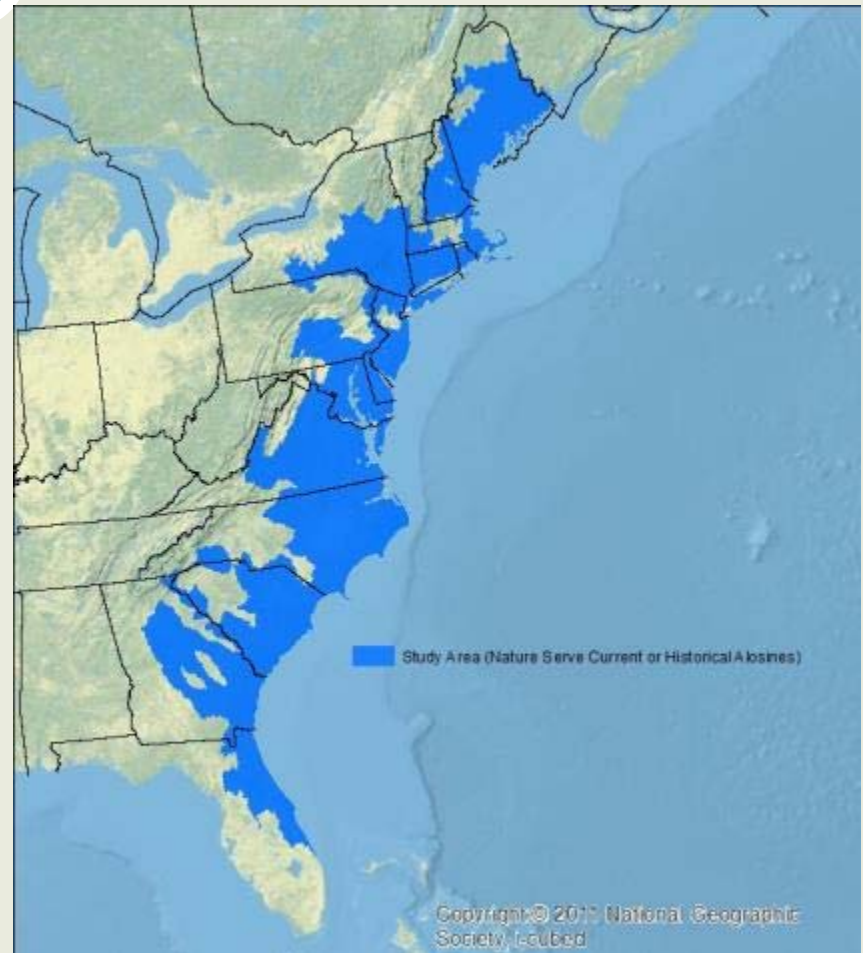 Study Area (Nature Serve Current or Historical Alosines)
Copyright:© 2011 National Geographic
Society, i-cubed